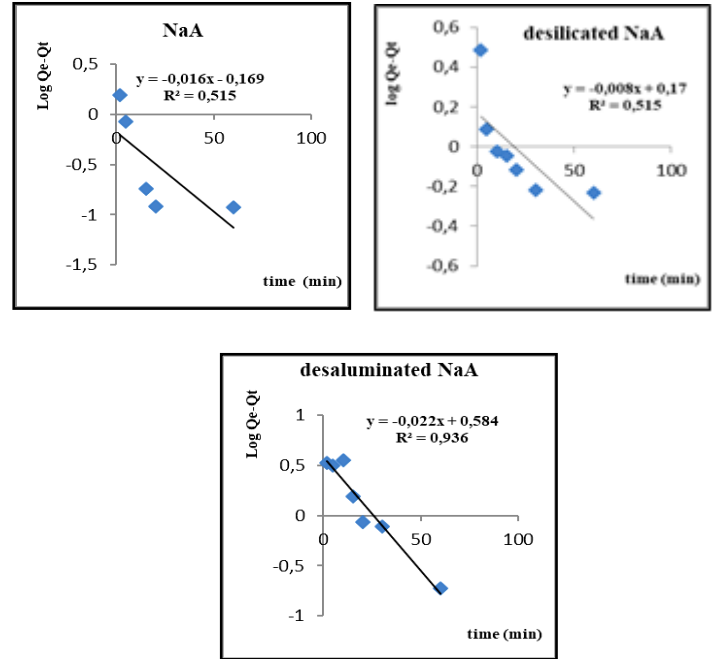 NaA
Log Qe-Qt
y = -0,016x - 0,169
R² = 0,515
0,5
0
-0,5
-1
-1,5
0
50
100
time (min)
desilicated NaA
log Qe-Qt
y = -0,008x + 0,17
R² = 0,515
0,6
0,4
0,2
0
-0,2
-0,4
-0,6
0
50
100
time (min)
desaluminated NaA
Log Qe-Qt
y = -0,022x + 0,584
R² = 0,936
1
0,5
0
-0,5
-1
0
50
100
time (min)